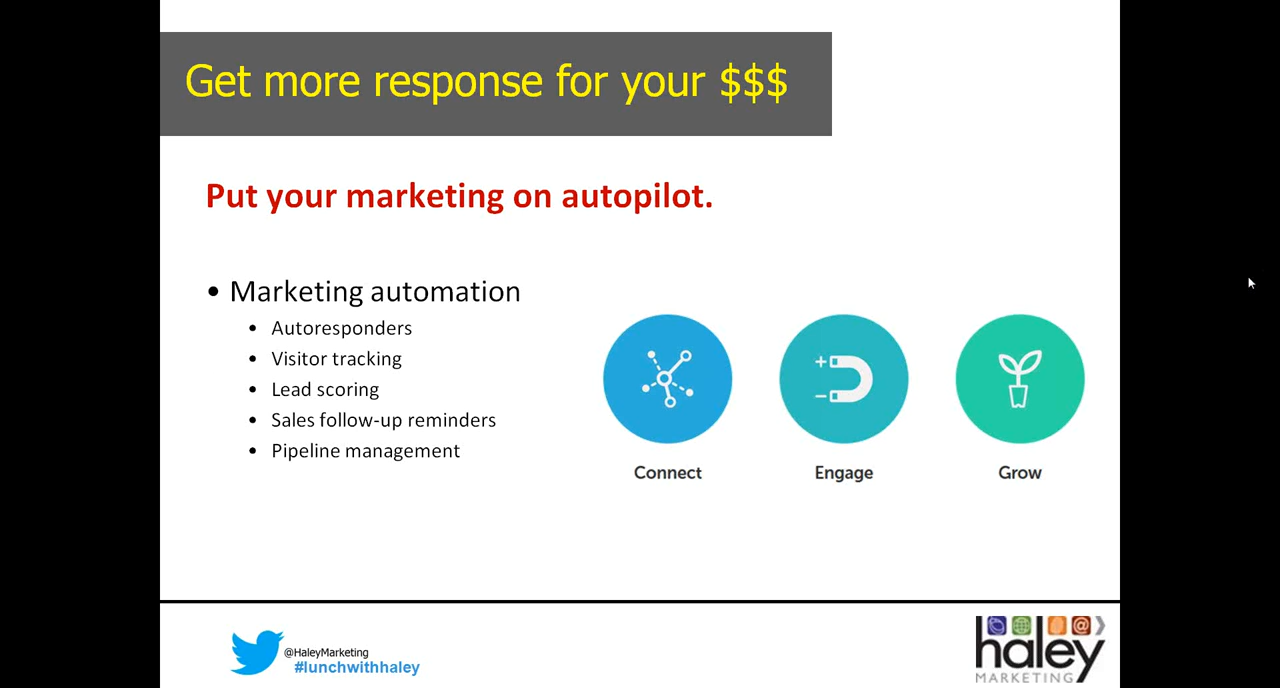 Get more response for your $$$
Put your marketing on autopilot.
• Marketing automation
• Autoresponders
• Visitor tracking
• Lead scoring
• Sales follow-up reminders
• Pipeline management
Connect
Engage
Grow
@HaleyMarketing
#lunchwithhaley
haley
MARKETING